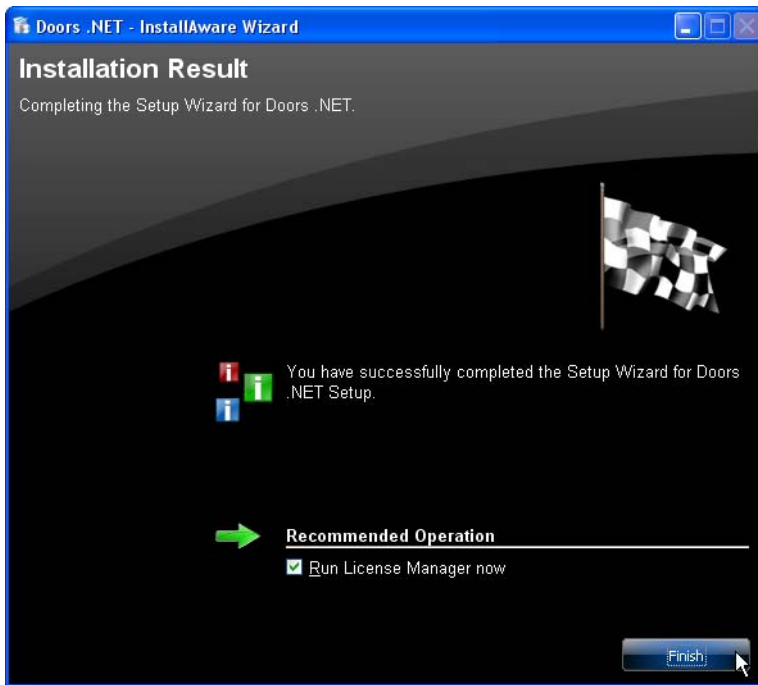 Doors .NET - InstallAware Wizard
Installation Result
Completing the Setup Wizard for Doors .NET.
i
i
i
You have successfully completed the Setup Wizard for Doors
.NET Setup.
Recommended Operation
Run License Manager now
Finish